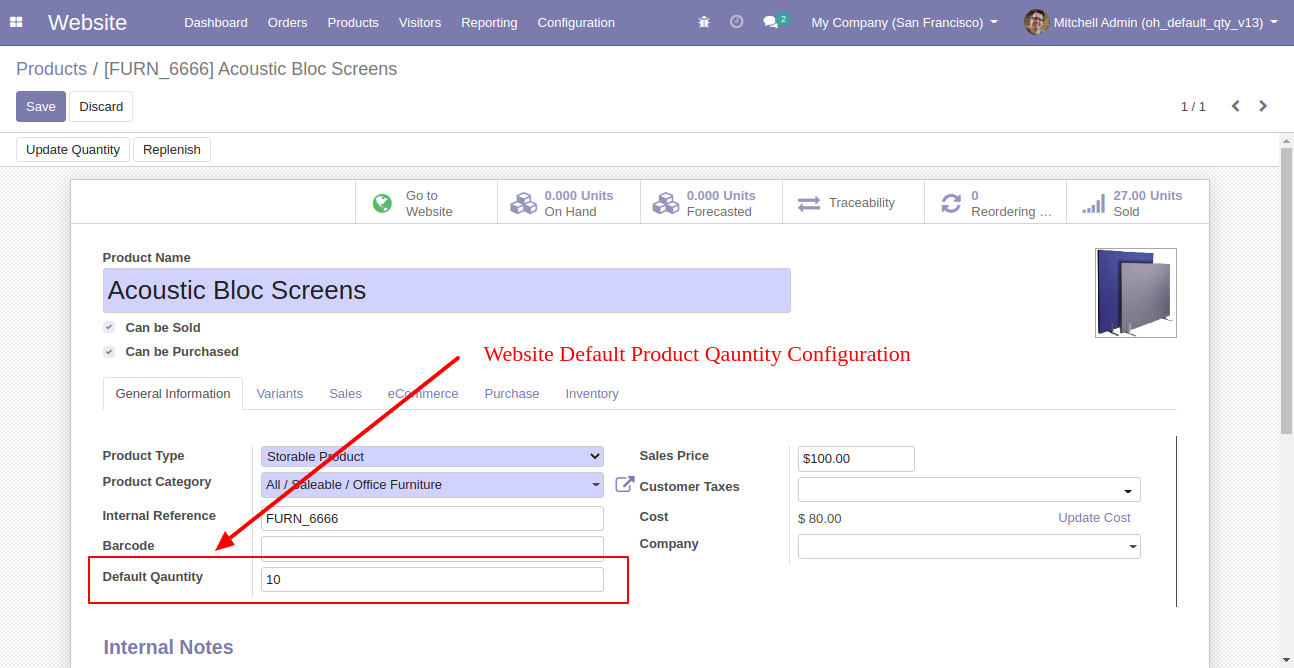 Website Dashboard Orders Products Visitors Reporting Configuration 2 My Company (San Francisco) Mitchell Admin (oh_default_qty_v13)
Products / [FURN_6666] Acoustic Bloc Screens
Save Discard 1 / 1
Update Quantity Replenish
Go to Website
0.000 Units On Hand
0.000 Units Forecasted
Traceability
0 Reordering ...
27.00 Units Sold
Product Name
Acoustic Bloc Screens
Can be Sold
Can be Purchased
Website Default Product Qauntity Configuration
General Information Variants Sales eCommerce Purchase Inventory
Product Type Storable Product
Product Category All / Saleable / Office Furniture
Internal Reference FURN_6666
Barcode
Default Qauntity 10
Sales Price $100.00
Customer Taxes
Cost $ 80.00 Update Cost
Company
Internal Notes